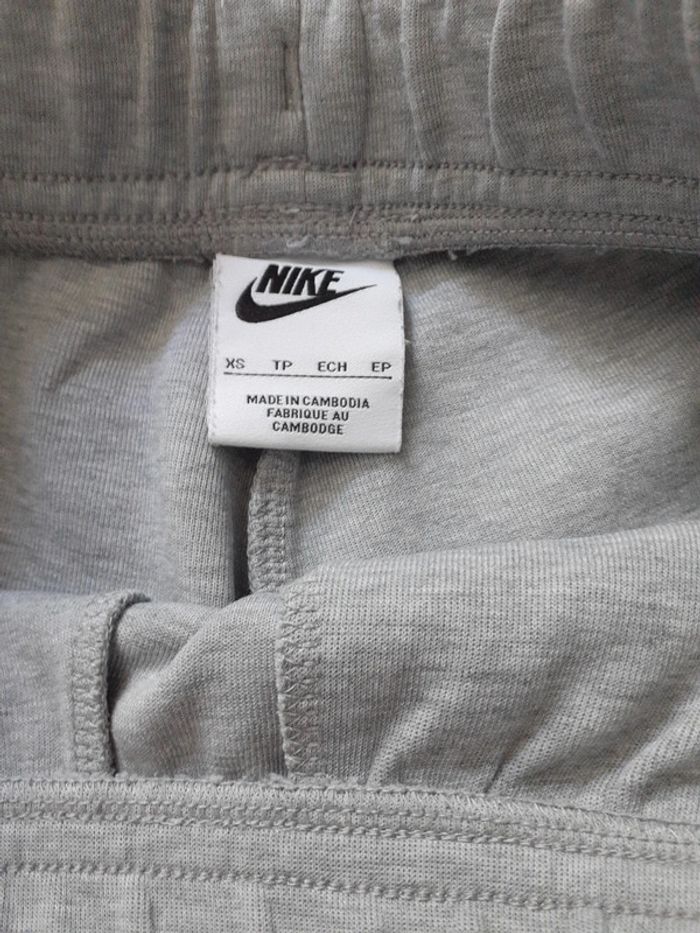 NIKE
XS TP ECH EP
MADE IN CAMBODIA
FABRIQUE AU
CAMBODGE